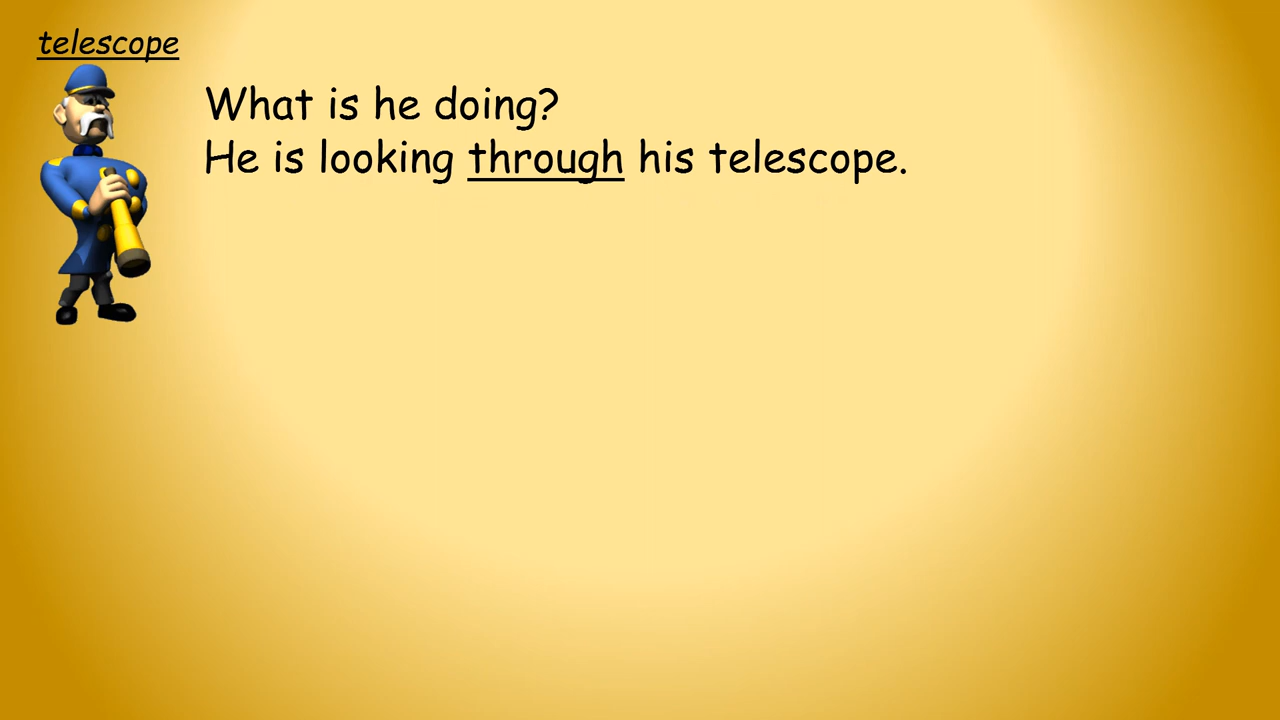 telescope
What is he doing?
He is looking through his telescope.